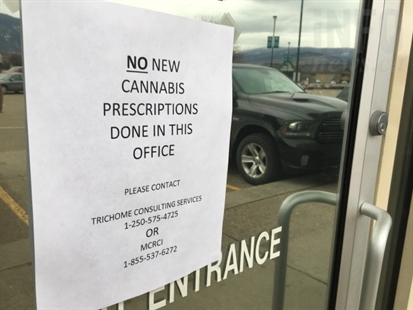 NO NEW
CANNABIS
PRESCRIPTIONS
DONE IN THIS
OFFICE
PLEASE CONTACT
TRICHOME CONSULTING SERVICES
1-250-575-4725
OR
MCRCI
1-855-537-6272
ENTRANCE